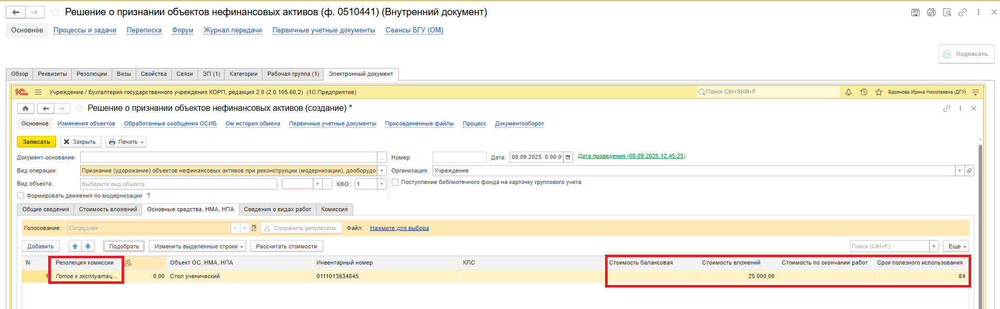 Решение о признании объектов нефинансовых активов (ф. 0510441) (Внутренний документ)
Основное Процессы и задачи Переписка Форум Журнал передачи Первичные учетные документы Сеансы БГУ (ОМ)
Подписать
Обзор Реквизиты Резолюции Визы Свойства Связи ЭП (1) Категории Рабочая группа (1) Электронный документ
1С Учреждение / Бухгалтерия государственного учреждения КОРП, редакция 2.0 (2.0.105.60.2) (1С:Предприятие) Поиск Ctrl+Shift+F Баринова Ирина Николаевна (ДГУ)
Решение о признании объектов нефинансовых активов (создание) *
Основное Изменения объектов Обработанные сообщения ОСИБ Ом история обмена Первичные учетные документы Присоединенные файлы Процесс Документооборот
Записать Закрыть Печать
Документ-основание: ... Номер: Дата: 08.09.2025 0:00:0 Дата проведения (08.09.2025 12:45:25)
Вид операции: Признание (удорожание) объектов нефинансовых активов при реконструкции (модернизации), дооборудо Организация: Учреждение
Вид объекта: Выберите вид объекта ... КФО: 1 Поступление библиотечного фонда на карточку группового учета
Формировать движения по модернизации ?
Общие сведения Стоимость вложений Основные средства, НМА, НПА Сведения о видах работ Комиссия
Голосование: Сотрудник Сохранить результаты Файл: Нажмите для выбора
Добавить Подобрать Изменить выделенные строки Рассчитать стоимости Поиск (Ctrl+F) × Еще
N Резолюция комиссии Объект ОС, НМА, НПА Инвентарный номер КПС Стоимость балансовая Стоимость вложений Стоимость по окончании работ Срок полезного использования
1 Готов к эксплуатац... 0,00 Стол ученический 0111013634845 25 000,00 84